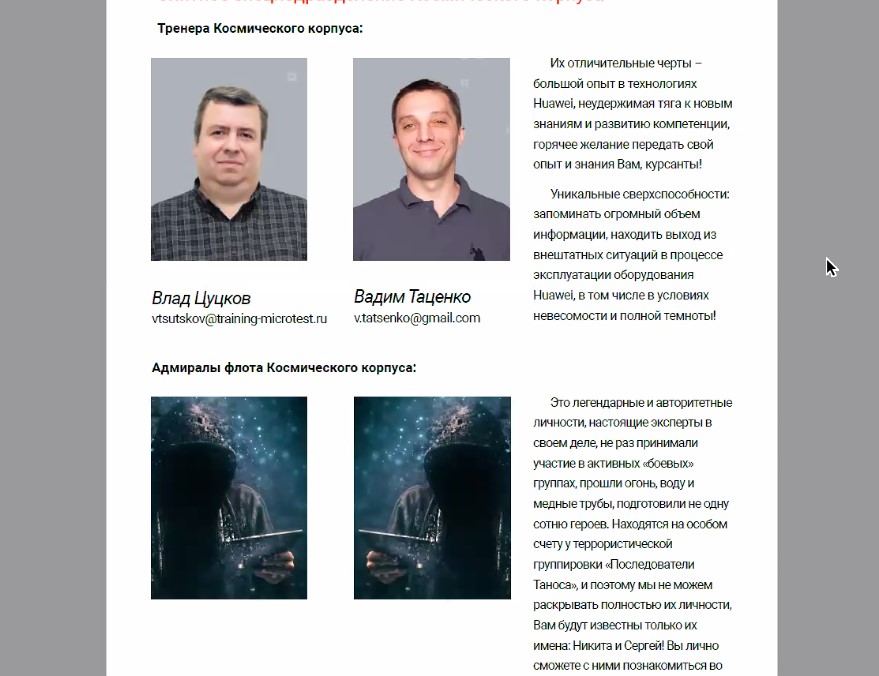 Тренера Космического корпуса:
Их отличительные черты –
большой опыт в технологиях
Huawei, неудержимая тяга к новым
знаниям и развитию компетенции,
горячее желание передать свой
опыт и знания Вам, курсанты!
Уникальные сверхспособности:
запоминать огромный объем
информации, находить выход из
внештатных ситуаций в процессе
эксплуатации оборудования
Huawei, в том числе в условиях
невесомости и полной темноты!
Влад Цуцков
vtsutskov@training-microtest.ru
Вадим Таценко
v.tatsenko@gmail.com
Адмиралы флота Космического корпуса:
Это легендарные и авторитетные
личности, настоящие эксперты в
своем деле, не раз принимали
участие в активных «боевых»
группах, прошли огонь, воду и
медные трубы, подготовили не одну
сотню героев. Находятся на особом
счету у террористической
группировки «Последователи
Таноса», и поэтому мы не можем
раскрывать полностью их личности,
Вам будут известны только их
имена: Никита и Сергей! Вы лично
сможете с ними познакомиться во